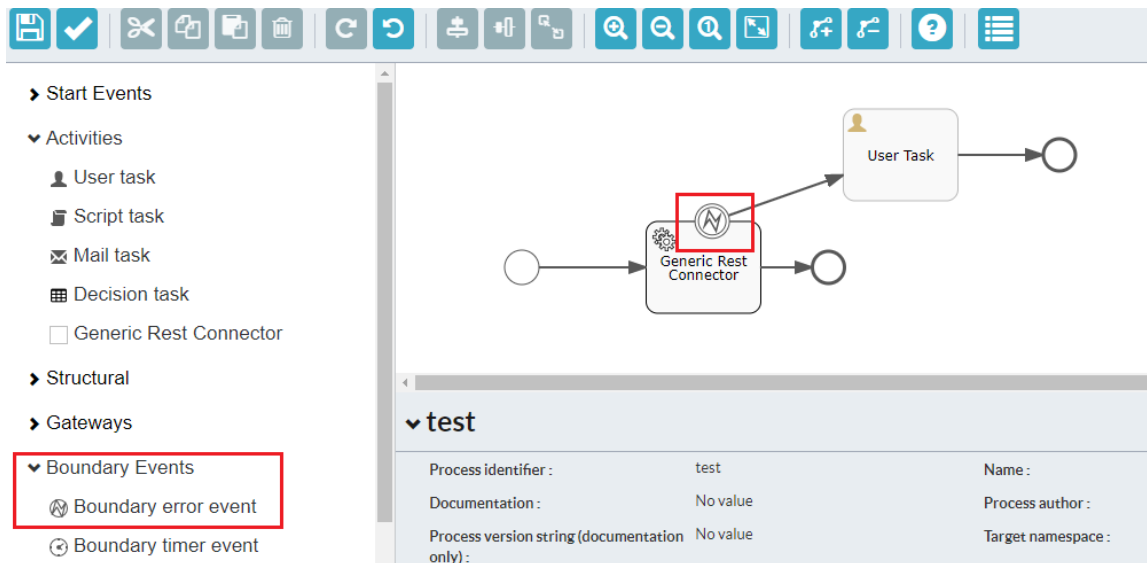 Start Events
Activities
User task
Script task
Mail task
Decision task
Generic Rest Connector
Structural
Gateways
Boundary Events
Boundary error event
Boundary timer event
User Task
Generic Rest
Connector
test
Process identifier :
test
Name :
Documentation :
No value
Process author :
Process version string (documentation
only) :
No value
Target namespace :